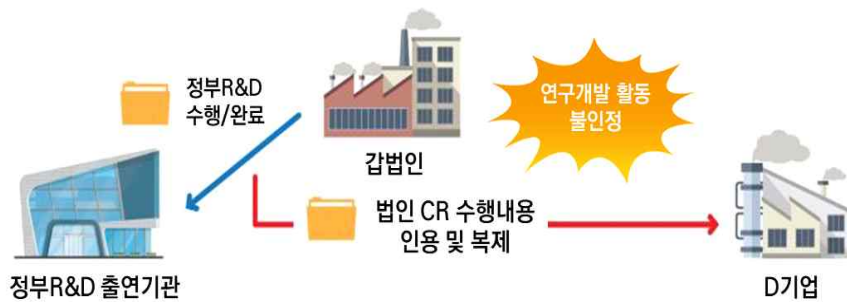 정부R&D
수행/완료
연구개발 활동
불인정
갑법인
법인 CR 수행내용
인용 및 복제
정부R&D 출연기관
D기업